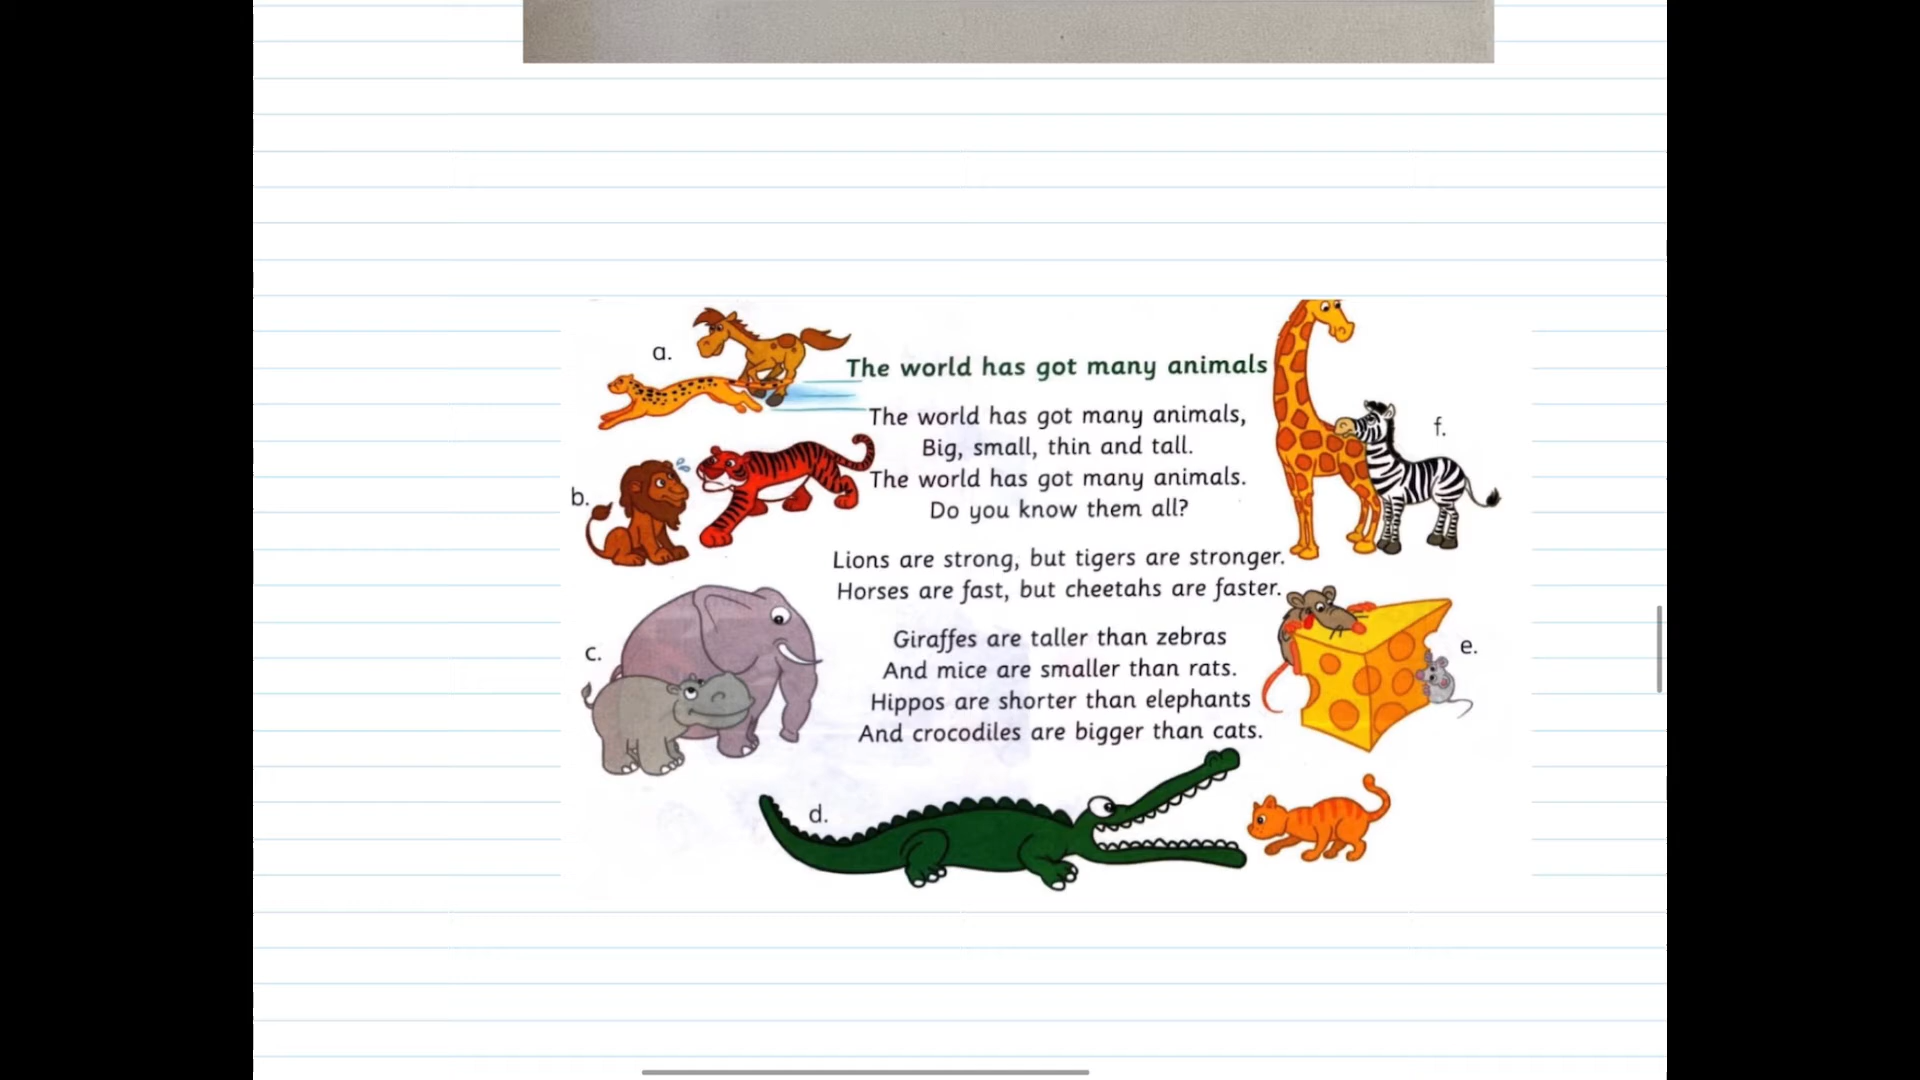 a.
The world has got many animals
The world has got many animals,
Big, small, thin and tall.
The world has got many animals.
Do you know them all?
Lions are strong, but tigers are stronger.
Horses are fast, but cheetahs are faster.
Giraffes are taller than zebras
And mice are smaller than rats.
Hippos are shorter than elephants
And crocodiles are bigger than cats.
b.
c.
d.
e.
f.